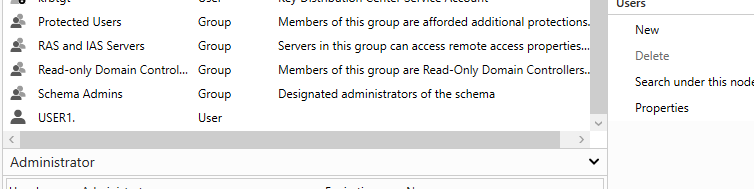 krbtgt User Key Distribution Center Service Account
Protected Users Group Members of this group are afforded additional protections...
RAS and IAS Servers Group Servers in this group can access remote access properties...
Read-only Domain Control... Group Members of this group are Read-Only Domain Controllers...
Schema Admins Group Designated administrators of the schema
USER1. User
Administrator
Users
New
Delete
Search under this node
Properties